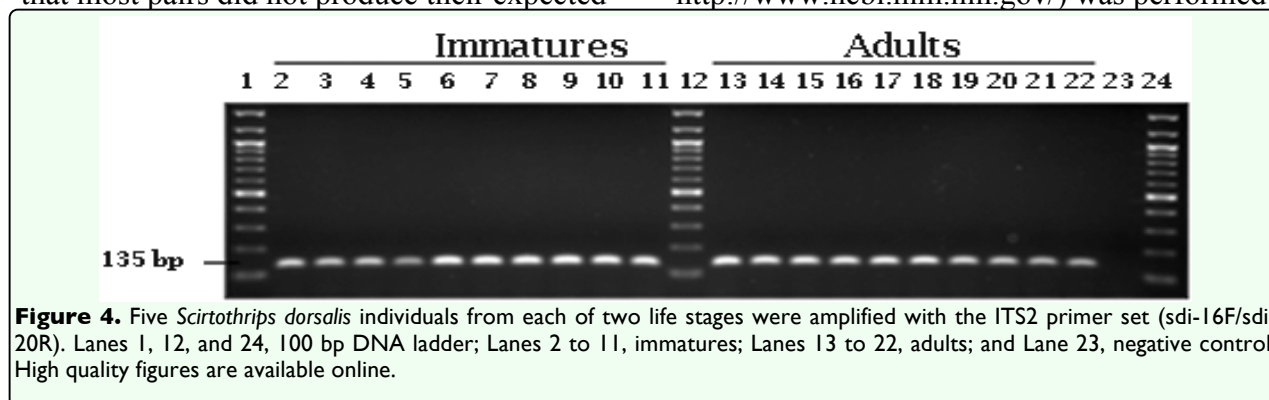 that most pairs did not produce their expected
http://www.ncbi.nlm.nih.gov/) was performed
Immatures Adults
1 2 3 4 5 6 7 8 9 10 11 12 13 14 15 16 17 18 19 20 21 22 23 24
135 bp
Figure 4. Five Scirtothrips dorsalis individuals from each of two life stages were amplified with the ITS2 primer set (sdi-16F/sdi-
20R). Lanes 1, 12, and 24, 100 bp DNA ladder; Lanes 2 to 11, immatures; Lanes 13 to 22, adults; and Lane 23, negative control
High quality figures are available online.